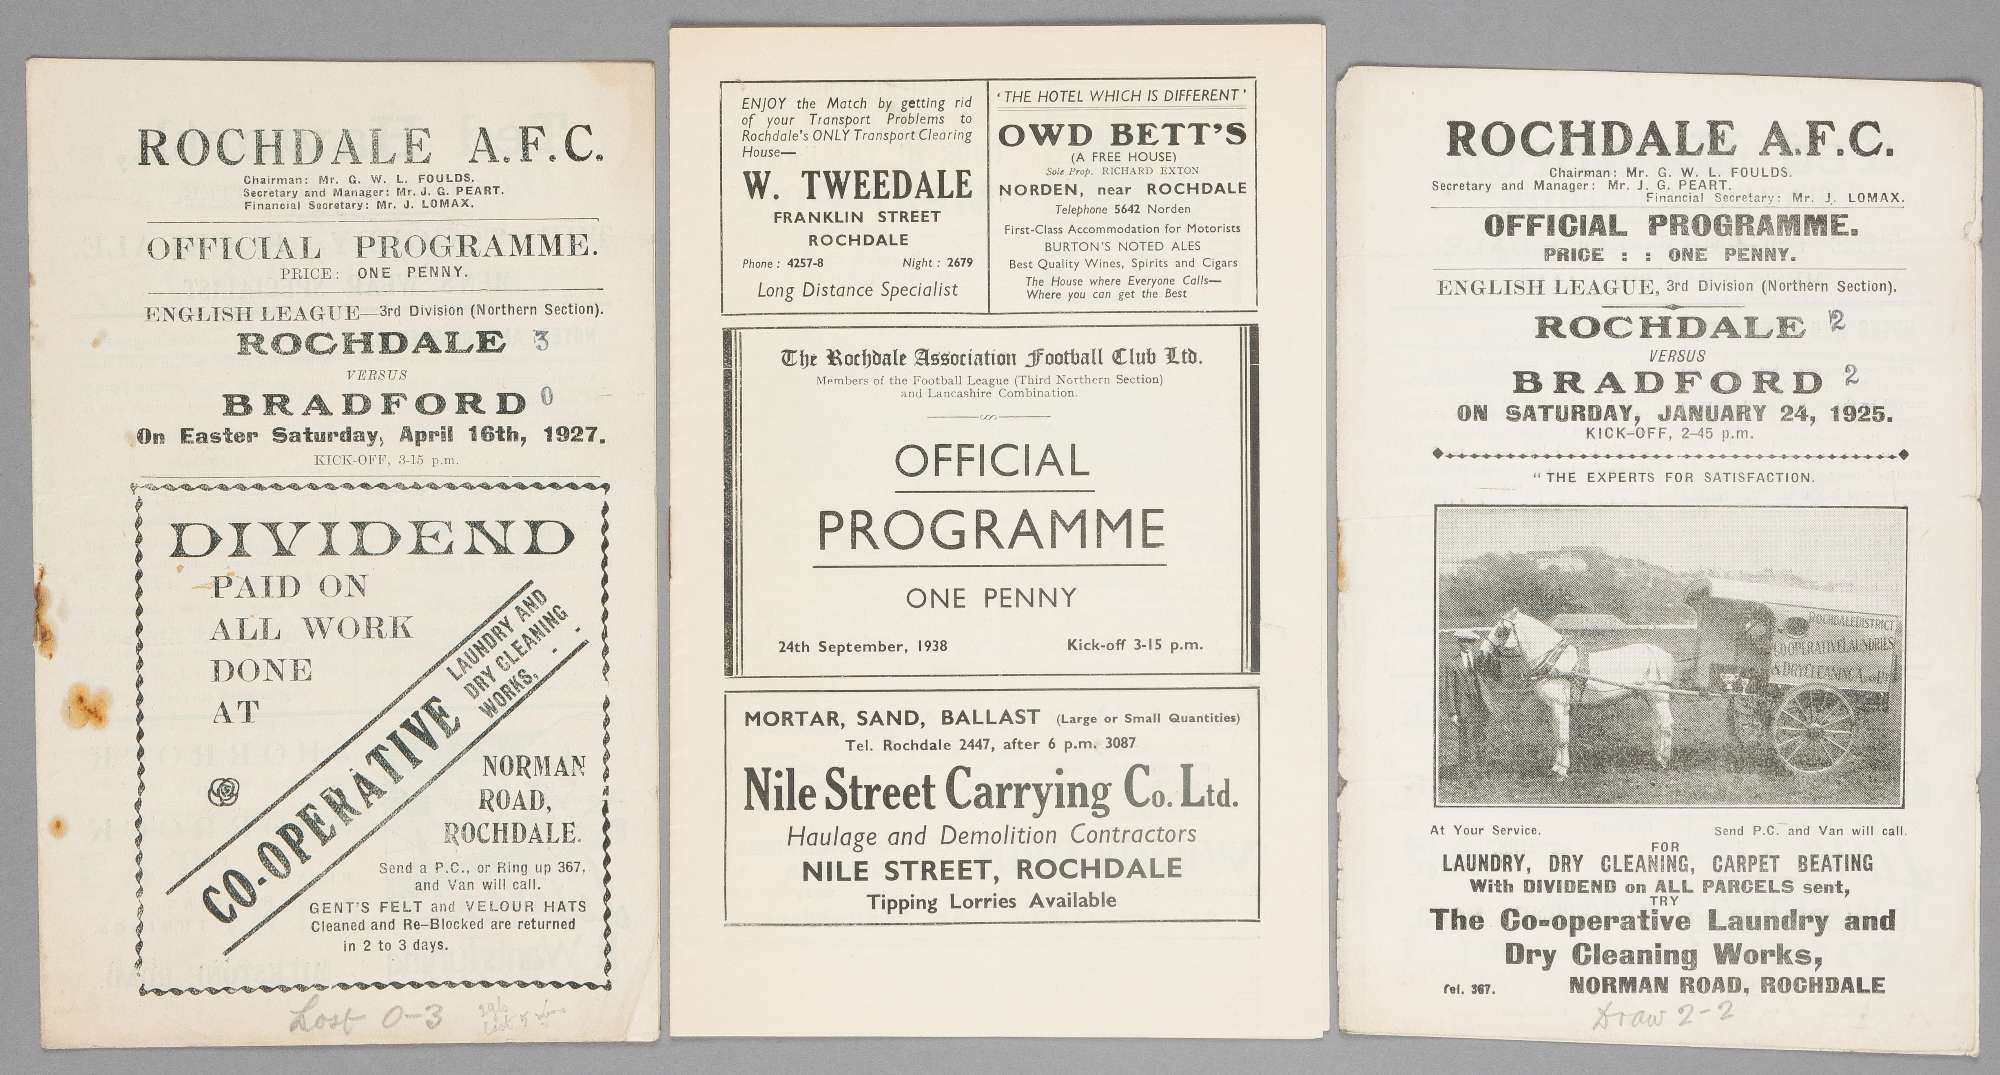 ROCHDALE A.F.C.
Chairman: Mr. G. W. L. FOULDS.
Secretary and Manager: Mr. J. G. PEART.
Financial Secretary: Mr. J. LOMAX.
OFFICIAL PROGRAMME.
PRICE: ONE PENNY.
ENGLISH LEAGUE—3rd Division (Northern Section).
ROCHDALE 3
VERSUS
BRADFORD 0
On Easter Saturday, April 16th, 1927.
KICK-OFF, 3-15 p.m.
DIVIDEND
PAID ON
ALL WORK
DONE
AT
CO-OPERATIVE
LAUNDRY AND
DRY CLEANING
WORKS,
NORMAN
ROAD,
ROCHDALE.
Send a P.C., or Ring up 367,
and Van will call.
GENT'S FELT and VELOUR HATS
Cleaned and Re-Blocked are returned
in 2 to 3 days.
Lost 0-3
ENJOY the Match by getting rid
of your Transport Problems to
Rochdale's ONLY Transport Clearing
House—
W. TWEEDALE
FRANKLIN STREET
ROCHDALE
Phone : 4257-8 Night : 2679
Long Distance Specialist
'THE HOTEL WHICH IS DIFFERENT'
OWD BETT'S
(A FREE HOUSE)
Sole Prop. RICHARD EXTON
NORDEN, near ROCHDALE
Telephone 5642 Norden
First-Class Accommodation for Motorists
BURTON'S NOTED ALES
Best Quality Wines, Spirits and Cigars
The House where Everyone Calls—
Where you can get the Best
The Rochdale Association Football Club Ltd.
Members of the Football League (Third Northern Section)
and Lancashire Combination.
OFFICIAL
PROGRAMME
ONE PENNY
24th September, 1938 Kick-off 3-15 p.m.
MORTAR, SAND, BALLAST (Large or Small Quantities)
Tel. Rochdale 2447, after 6 p.m. 3087
Nile Street Carrying Co. Ltd.
Haulage and Demolition Contractors
NILE STREET, ROCHDALE
Tipping Lorries Available
ROCHDALE A.F.C.
Chairman: Mr. G. W. L. FOULDS.
Secretary and Manager: Mr. J. G. PEART.
Financial Secretary: Mr. J. LOMAX.
OFFICIAL PROGRAMME.
PRICE : : ONE PENNY.
ENGLISH LEAGUE, 3rd Division (Northern Section).
ROCHDALE 2
VERSUS
BRADFORD 2
ON SATURDAY, JANUARY 24, 1925.
KICK-OFF, 2-45 p.m.
"THE EXPERTS FOR SATISFACTION.
ROCHDALE DISTRICT
CO-OPERATIVE LAUNDRIES
& DRY CLEANING
At Your Service. Send P.C. and Van will call.
FOR
LAUNDRY, DRY CLEANING, CARPET BEATING
With DIVIDEND on ALL PARCELS sent,
TRY
The Co-operative Laundry and
Dry Cleaning Works,
Tel. 367. NORMAN ROAD, ROCHDALE
Draw 2-2